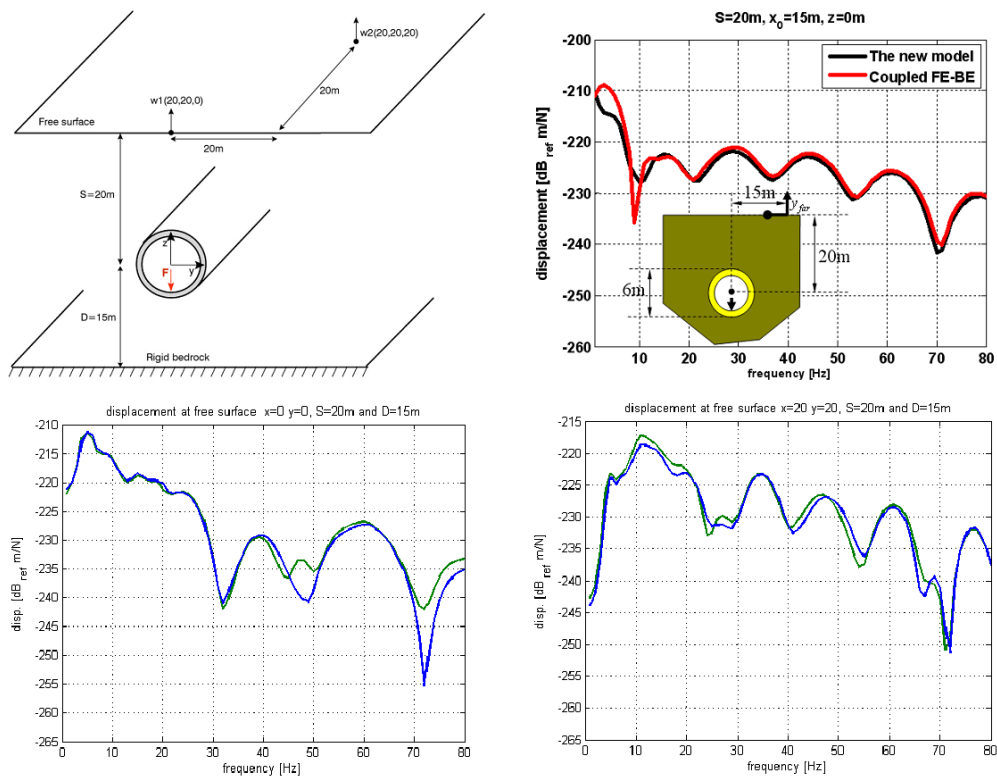 w2(20,20,20)
w1(20,20,0)
20m
Free surface
20m
S=20m
z
F
y
D=15m
Rigid bedrock
S=20m, x0=15m, z=0m
-200
-210
-220
-230
-240
-250
-260
displacement [dBref m/N]
The new model
Coupled FE-BE
15m
yfar
20m
6m
10 20 30 40 50 60 70 80
frequency [Hz]
displacement at free surface x=0 y=0, S=20m and D=15m
-210
-215
-220
-225
-230
-235
-240
-245
-250
-255
-260
-265
disp. [dBref m/N]
0 10 20 30 40 50 60 70 80
frequency [Hz]
displacement at free surface x=20 y=20, S=20m and D=15m
-215
-220
-225
-230
-235
-240
-245
-250
-255
-260
-265
disp. [dBref m/N]
0 10 20 30 40 50 60 70 80
frequency [Hz]